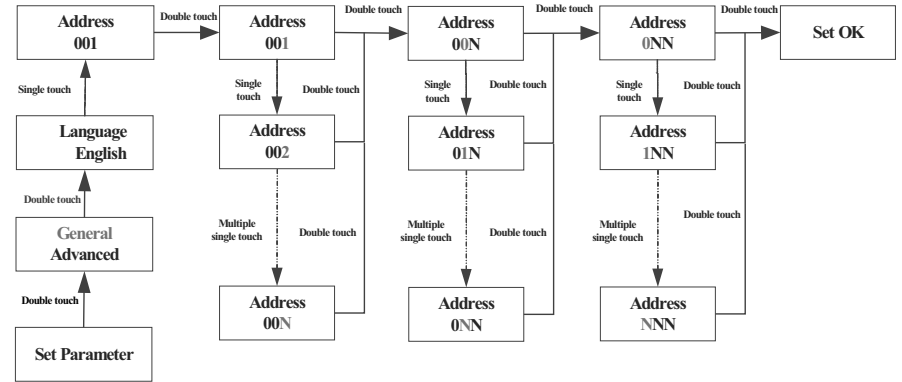 Double touch
Double touch
Double touch
Double touch
Address
001
Address
001
Address
00N
Address
0NN
Set OK
Single touch
Single
touch
Double touch
Single
touch
Double touch
Single
touch
Double touch
Language
English
Address
002
Address
01N
Address
1NN
Double touch
General
Advanced
Multiple
single touch
Double touch
Multiple
single touch
Double touch
Multiple
single touch
Double touch
Double touch
Address
00N
Address
0NN
Address
NNN
Set Parameter